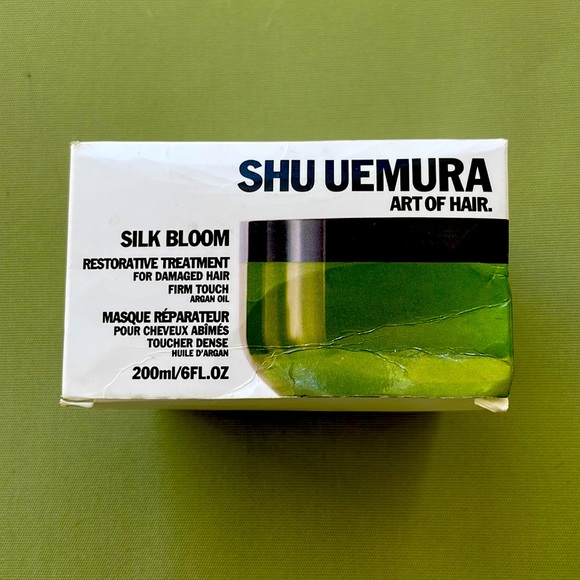 SHU UEMURA
ART OF HAIR.
SILK BLOOM
RESTORATIVE TREATMENT
FOR DAMAGED HAIR
FIRM TOUCH
ARGAN OIL
MASQUE RÉPARATEUR
POUR CHEVEUX ABÎMÉS
TOUCHER DENSE
HUILE D'ARGAN
200ml/6FL.OZ